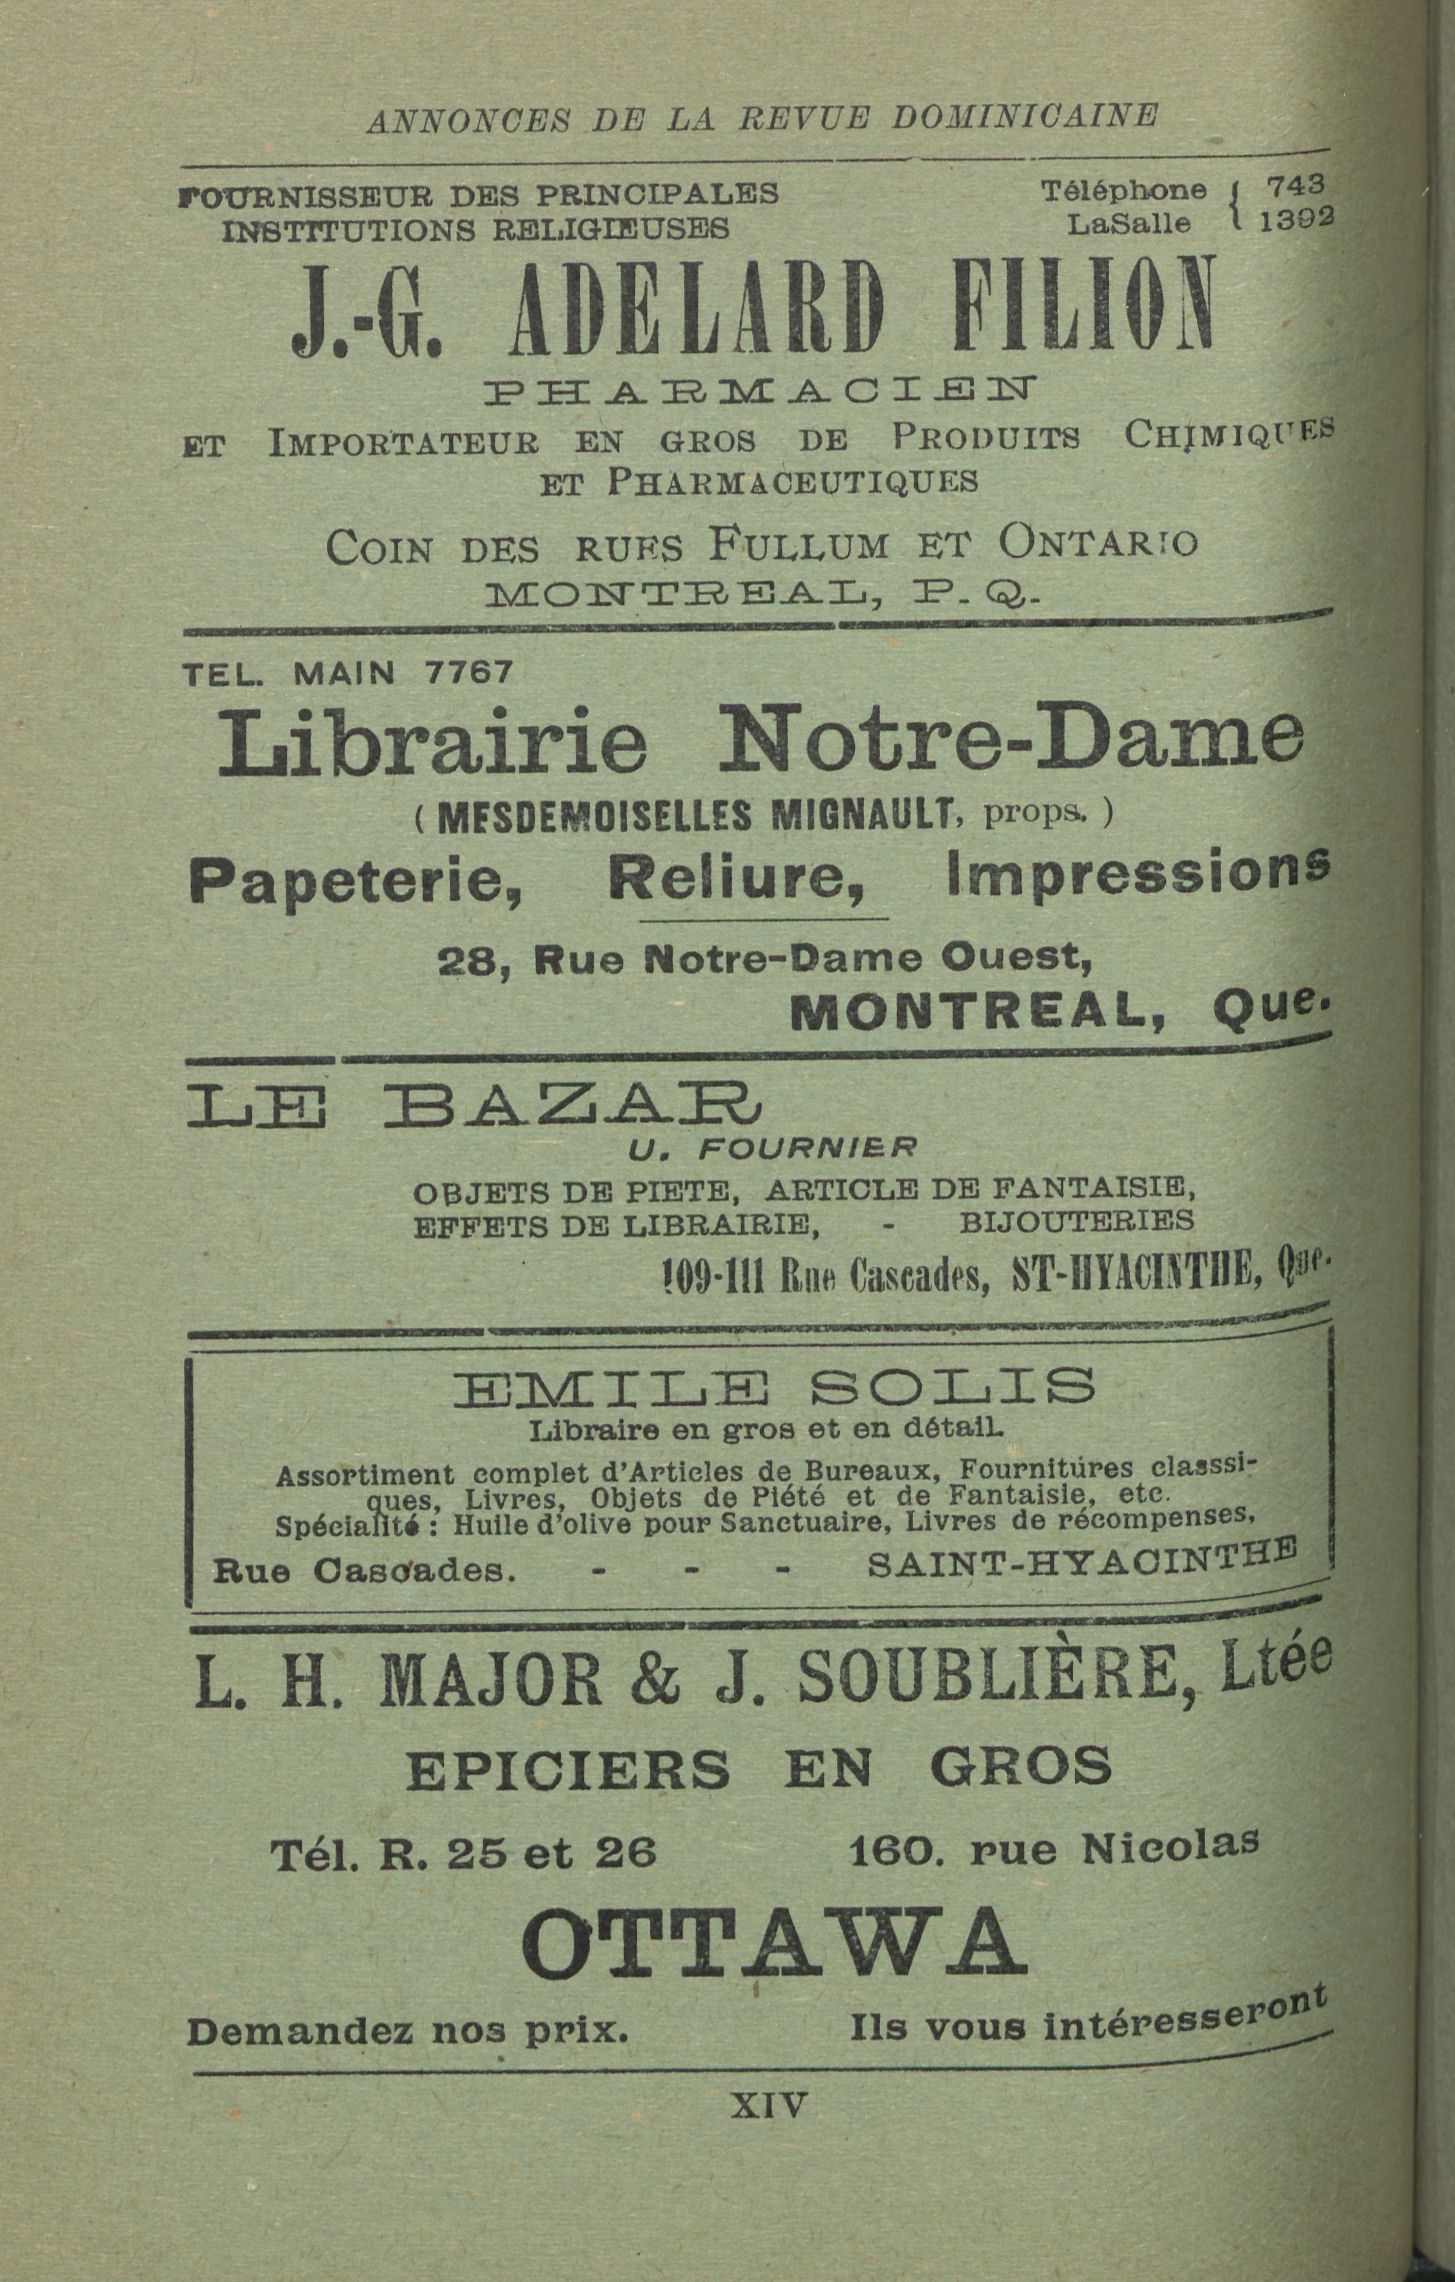 ANNONCES DE LA REVUE DOMINICAINE
FOURNISSEUR DES PRINCIPALES
INSTITUTIONS RELIGIEUSES
Téléphone { 743
LaSalle { 1392
J.-G. ADELARD FILION
PHARMACIEN
ET IMPORTATEUR EN GROS DE PRODUITS CHIMIQUES
ET PHARMACEUTIQUES
COIN DES RUES FULLUM ET ONTARIO
MONTREAL, P. Q.
TEL. MAIN 7767
Librairie Notre-Dame
( MESDEMOISELLES MIGNAULT, props. )
Papeterie, Reliure, Impressions
28, Rue Notre-Dame Ouest,
MONTREAL, Que.
LE BAZAR
U. FOURNIER
OBJETS DE PIETE, ARTICLE DE FANTAISIE,
EFFETS DE LIBRAIRIE, - BIJOUTERIES
109-111 Rue Cascades, ST-HYACINTHE, Que.
EMILE SOLIS
Libraire en gros et en détail.
Assortiment complet d'Articles de Bureaux, Fournitures classsi-
ques, Livres, Objets de Piété et de Fantaisie, etc.
Spécialité : Huile d'olive pour Sanctuaire, Livres de récompenses,
Rue Cascades. - - - SAINT-HYACINTHE
L. H. MAJOR & J. SOUBLIÈRE, Ltée
EPICIERS EN GROS
Tél. R. 25 et 26 160. rue Nicolas
OTTAWA
Demandez nos prix. Ils vous intéresseront
XIV